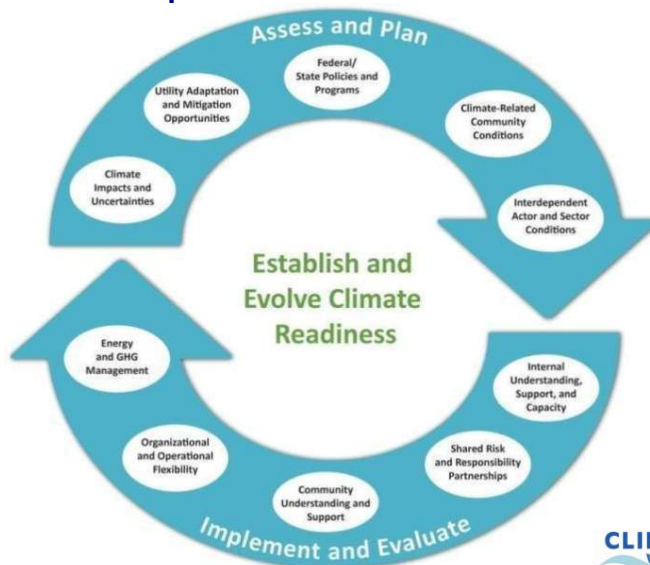 Assess and Plan
Federal/
State Policies and
Programs
Utility Adaptation
and Mitigation
Opportunities
Climate-Related
Community
Conditions
Climate
Impacts and
Uncertainties
Interdependent
Actor and Sector
Conditions
Establish and
Evolve Climate
Readiness
Energy
and GHG
Management
Internal
Understanding,
Support, and
Capacity
Organizational
and Operational
Flexibility
Shared Risk
and Responsibility
Partnerships
Community
Understanding and
Support
Implement and Evaluate